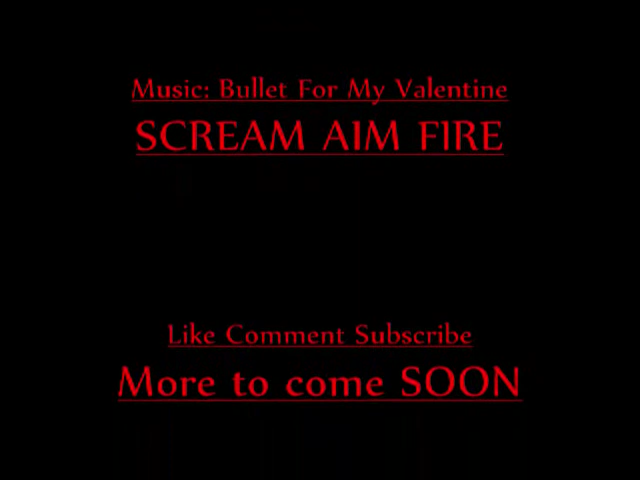 Music: Bullet For My Valentine
SCREAM AIM FIRE
Like Comment Subscribe
More to come SOON